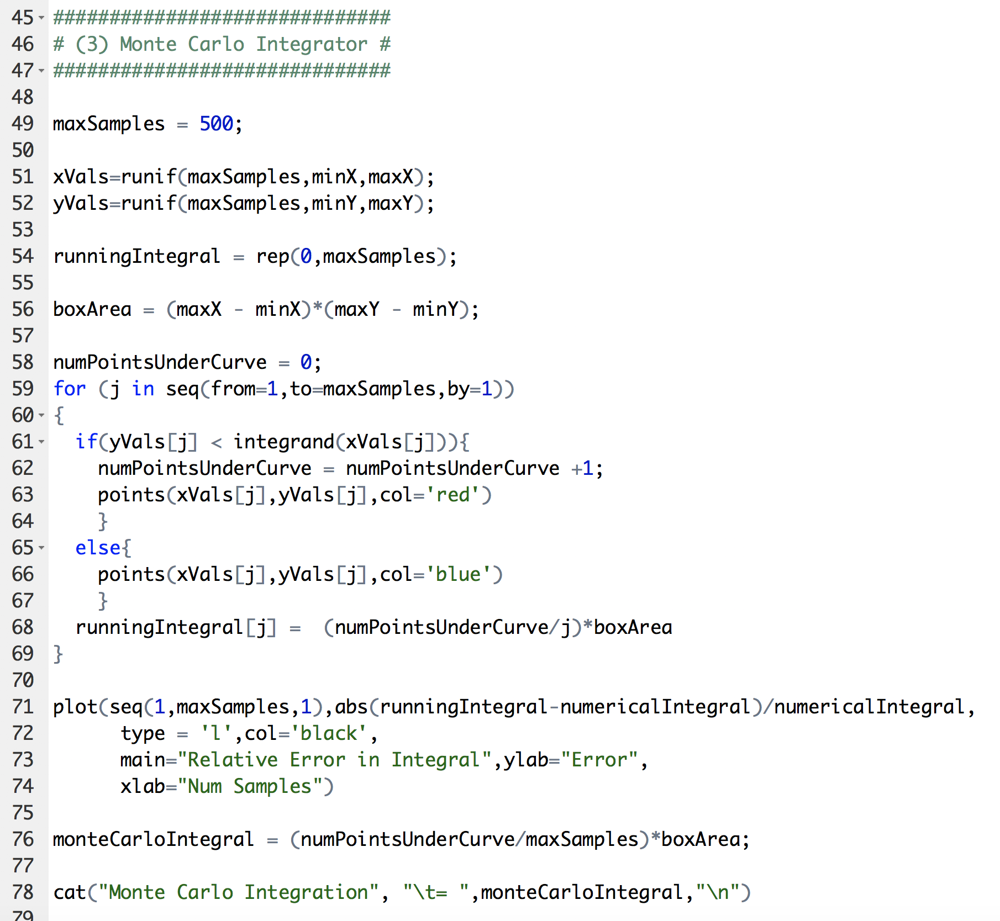 45 ##############################
46 # (3) Monte Carlo Integrator #
47 ##############################
48
49 maxSamples = 500;
50
51 xVals=runif(maxSamples,minX,maxX);
52 yVals=runif(maxSamples,minY,maxY);
53
54 runningIntegral = rep(0,maxSamples);
55
56 boxArea = (maxX - minX)*(maxY - minY);
57
58 numPointsUnderCurve = 0;
59 for (j in seq(from=1,to=maxSamples,by=1))
60 {
61   if(yVals[j] < integrand(xVals[j])){
62     numPointsUnderCurve = numPointsUnderCurve +1;
63     points(xVals[j],yVals[j],col='red')
64     }
65   else{
66     points(xVals[j],yVals[j],col='blue')
67     }
68   runningIntegral[j] =  (numPointsUnderCurve/j)*boxArea
69 }
70
71 plot(seq(1,maxSamples,1),abs(runningIntegral-numericalIntegral)/numericalIntegral,
72       type = 'l',col='black',
73       main="Relative Error in Integral",ylab="Error",
74       xlab="Num Samples")
75
76 monteCarloIntegral = (numPointsUnderCurve/maxSamples)*boxArea;
77
78 cat("Monte Carlo Integration", "\t= ",monteCarloIntegral,"\n")
79